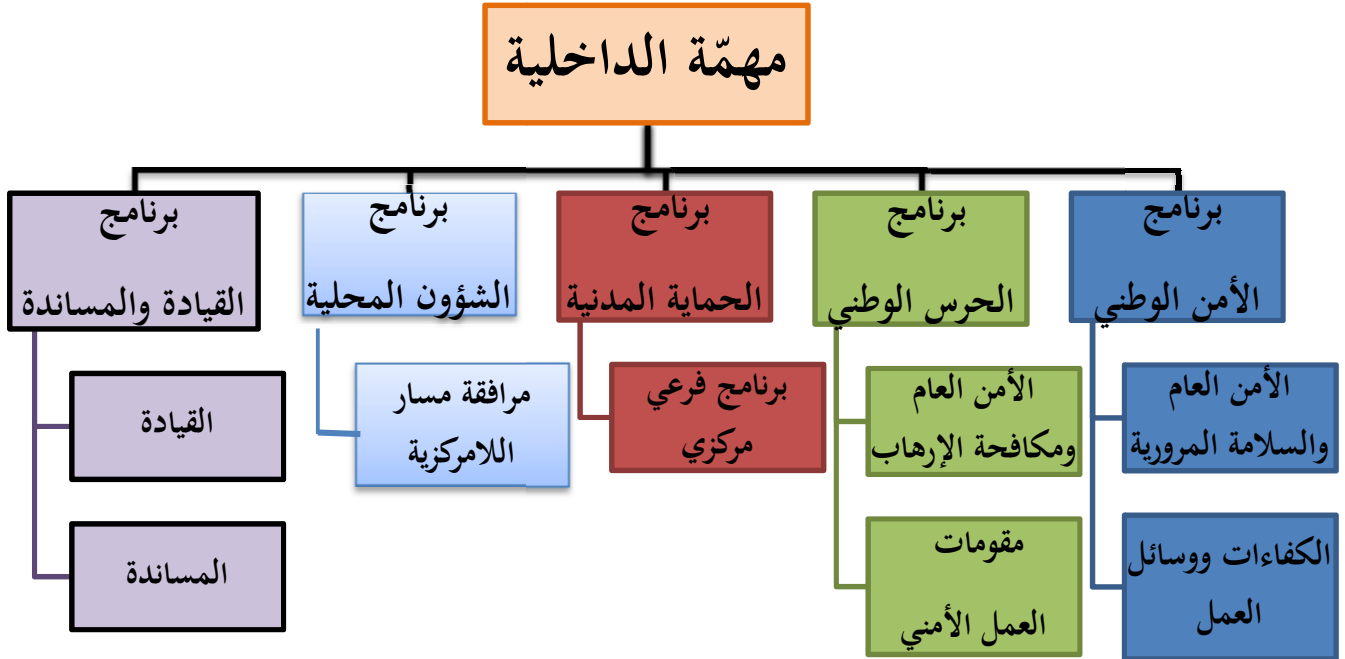 مهمّة الداخلية
برنامج
الأمن الوطني
برنامج
الحرس الوطني
برنامج
الحماية المدنية
برنامج
الشؤون المحلية
برنامج
القيادة والمساندة
الأمن العام
والسلامة المرورية
الكفاءات ووسائل
العمل
الأمن العام
ومكافحة الإرهاب
مقومات
العمل الأمني
برنامج فرعي
مركزي
مرافقة مسار
اللامركزية
القيادة
المساندة